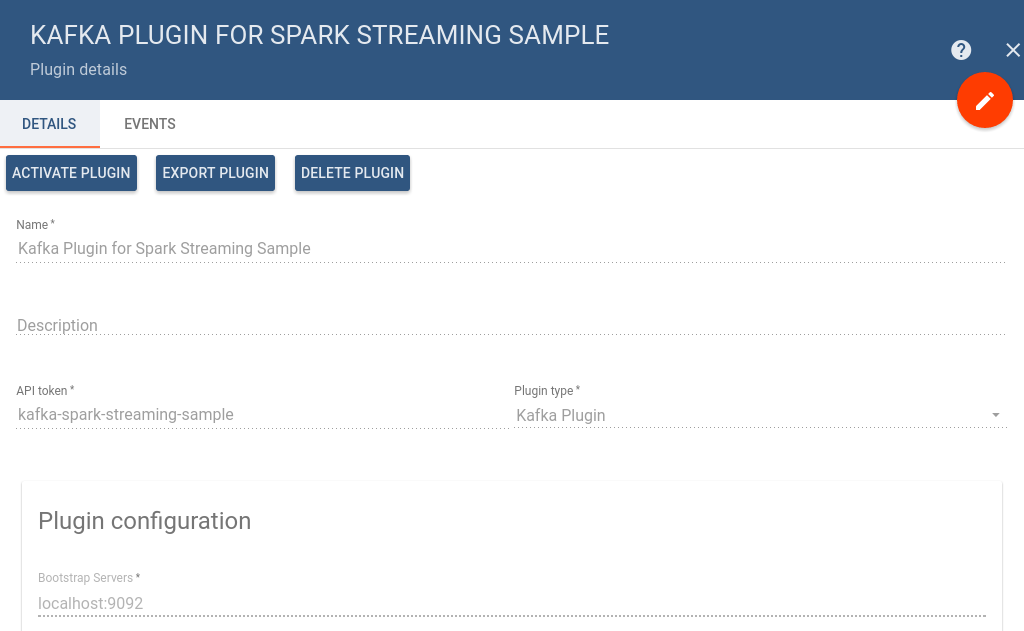 KAFKA PLUGIN FOR SPARK STREAMING SAMPLE
Plugin details
DETAILS EVENTS
ACTIVATE PLUGIN EXPORT PLUGIN DELETE PLUGIN
Name *
Kafka Plugin for Spark Streaming Sample
Description
API token * Plugin type *
kafka-spark-streaming-sample Kafka Plugin
Plugin configuration
Bootstrap Servers *
localhost:9092